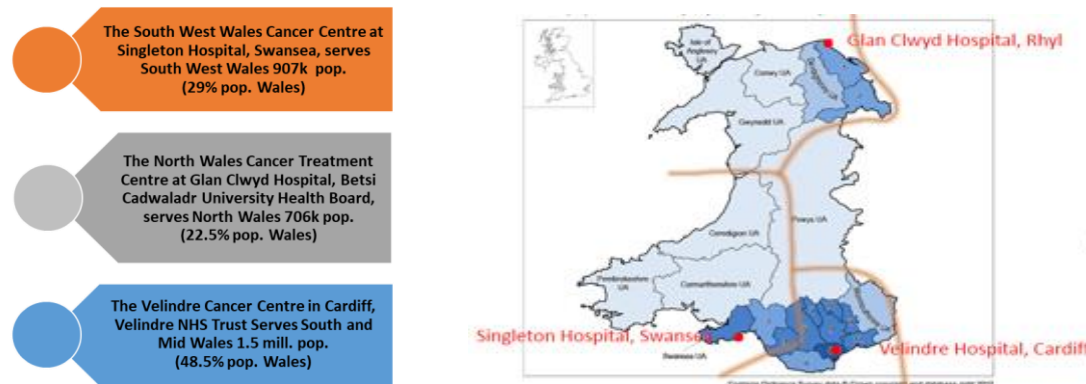 The South West Wales Cancer Centre at
Singleton Hospital, Swansea, serves
South West Wales 907k pop.
(29% pop. Wales)
The North Wales Cancer Treatment
Centre at Glan Clwyd Hospital, Betsi
Cadwaladr University Health Board,
serves North Wales 706k pop.
(22.5% pop. Wales)
The Velindre Cancer Centre in Cardiff,
Velindre NHS Trust Serves South and
Mid Wales 1.5 mill. pop.
(48.5% pop. Wales)
Glan Clwyd Hospital, Rhyl
Isle of
Anglesey
UA
Conwy UA
Gwynedd UA
Powys UA
Ceredigion UA
Pembrokeshire
UA
Carmarthenshire UA
Singleton Hospital, Swansea
Swansea UA
Velindre Hospital, Cardiff